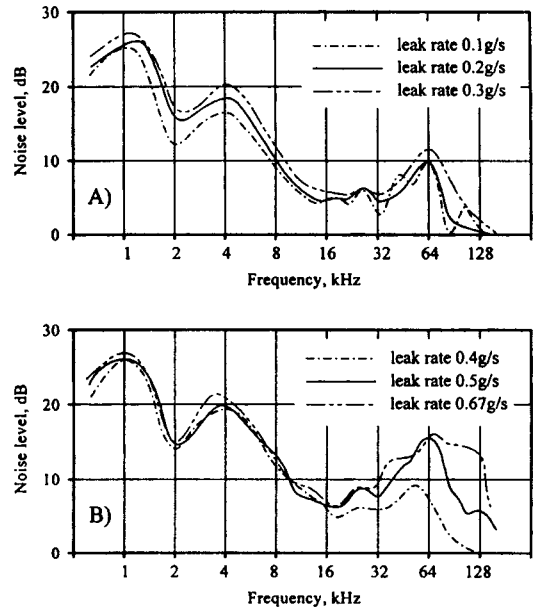 30
20
10
0
Noise level, dB
A)
leak rate 0.1g/s
leak rate 0.2g/s
leak rate 0.3g/s
1 2 4 8 16 32 64 128
Frequency, kHz
30
20
10
0
Noise level, dB
B)
leak rate 0.4g/s
leak rate 0.5g/s
leak rate 0.67g/s
1 2 4 8 16 32 64 128
Frequency, kHz